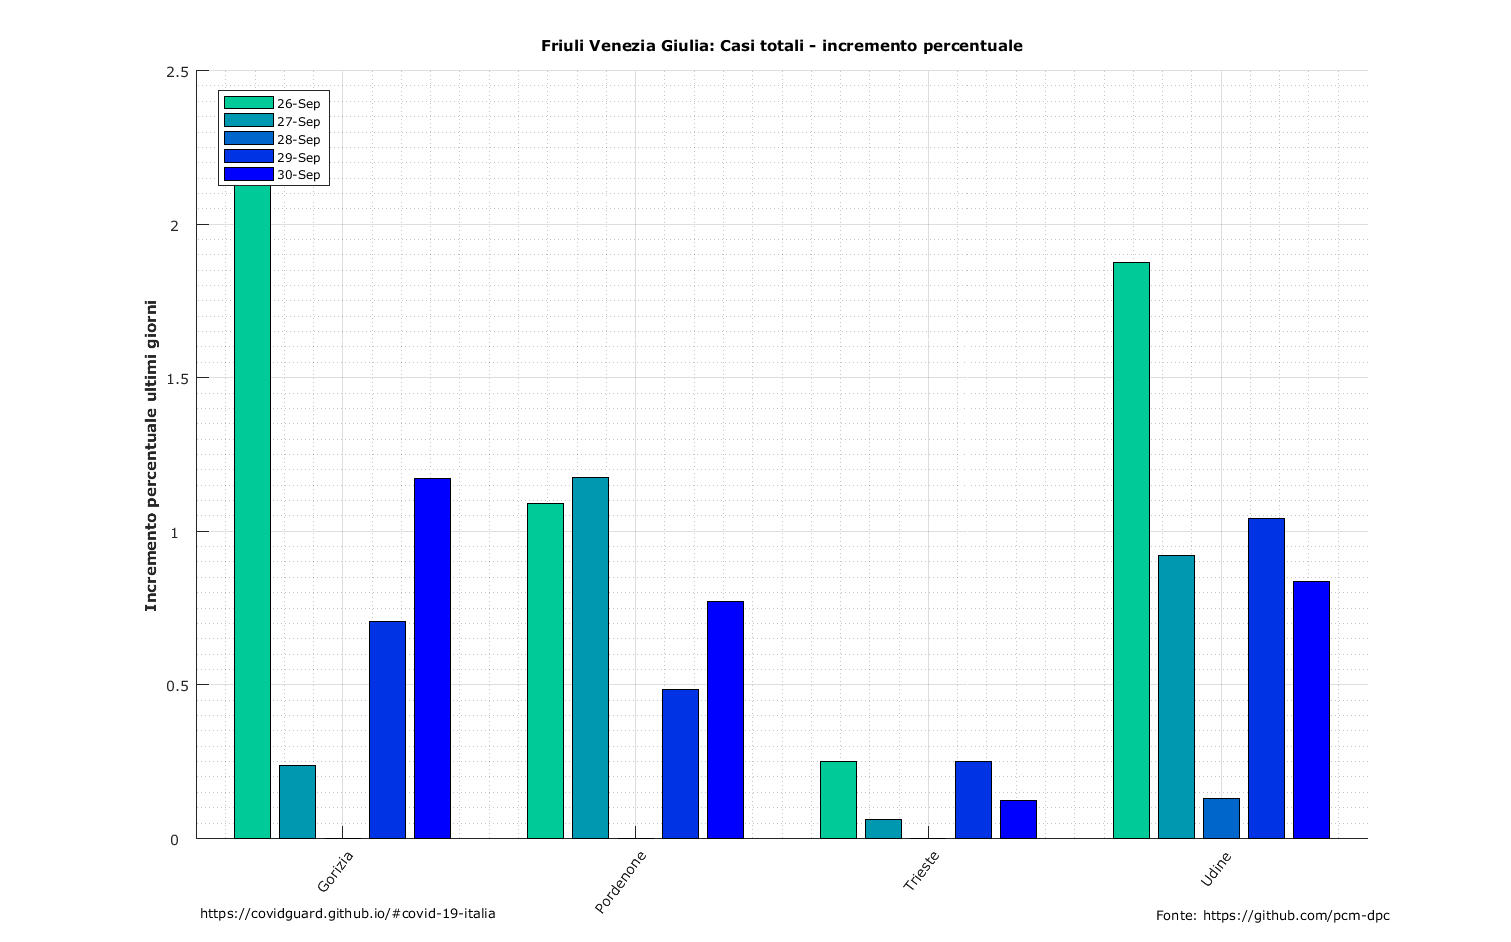 Friuli Venezia Giulia: Casi totali - incremento percentuale
2.5
26-Sep
27-Sep
28-Sep
29-Sep
30-Sep
2
1.5
1
0.5
0
Incremento percentuale ultimi giorni
Gorizia
Pordenone
Trieste
Udine
https://covidguard.github.io/#covid-19-italia
Fonte: https://github.com/pcm-dpc